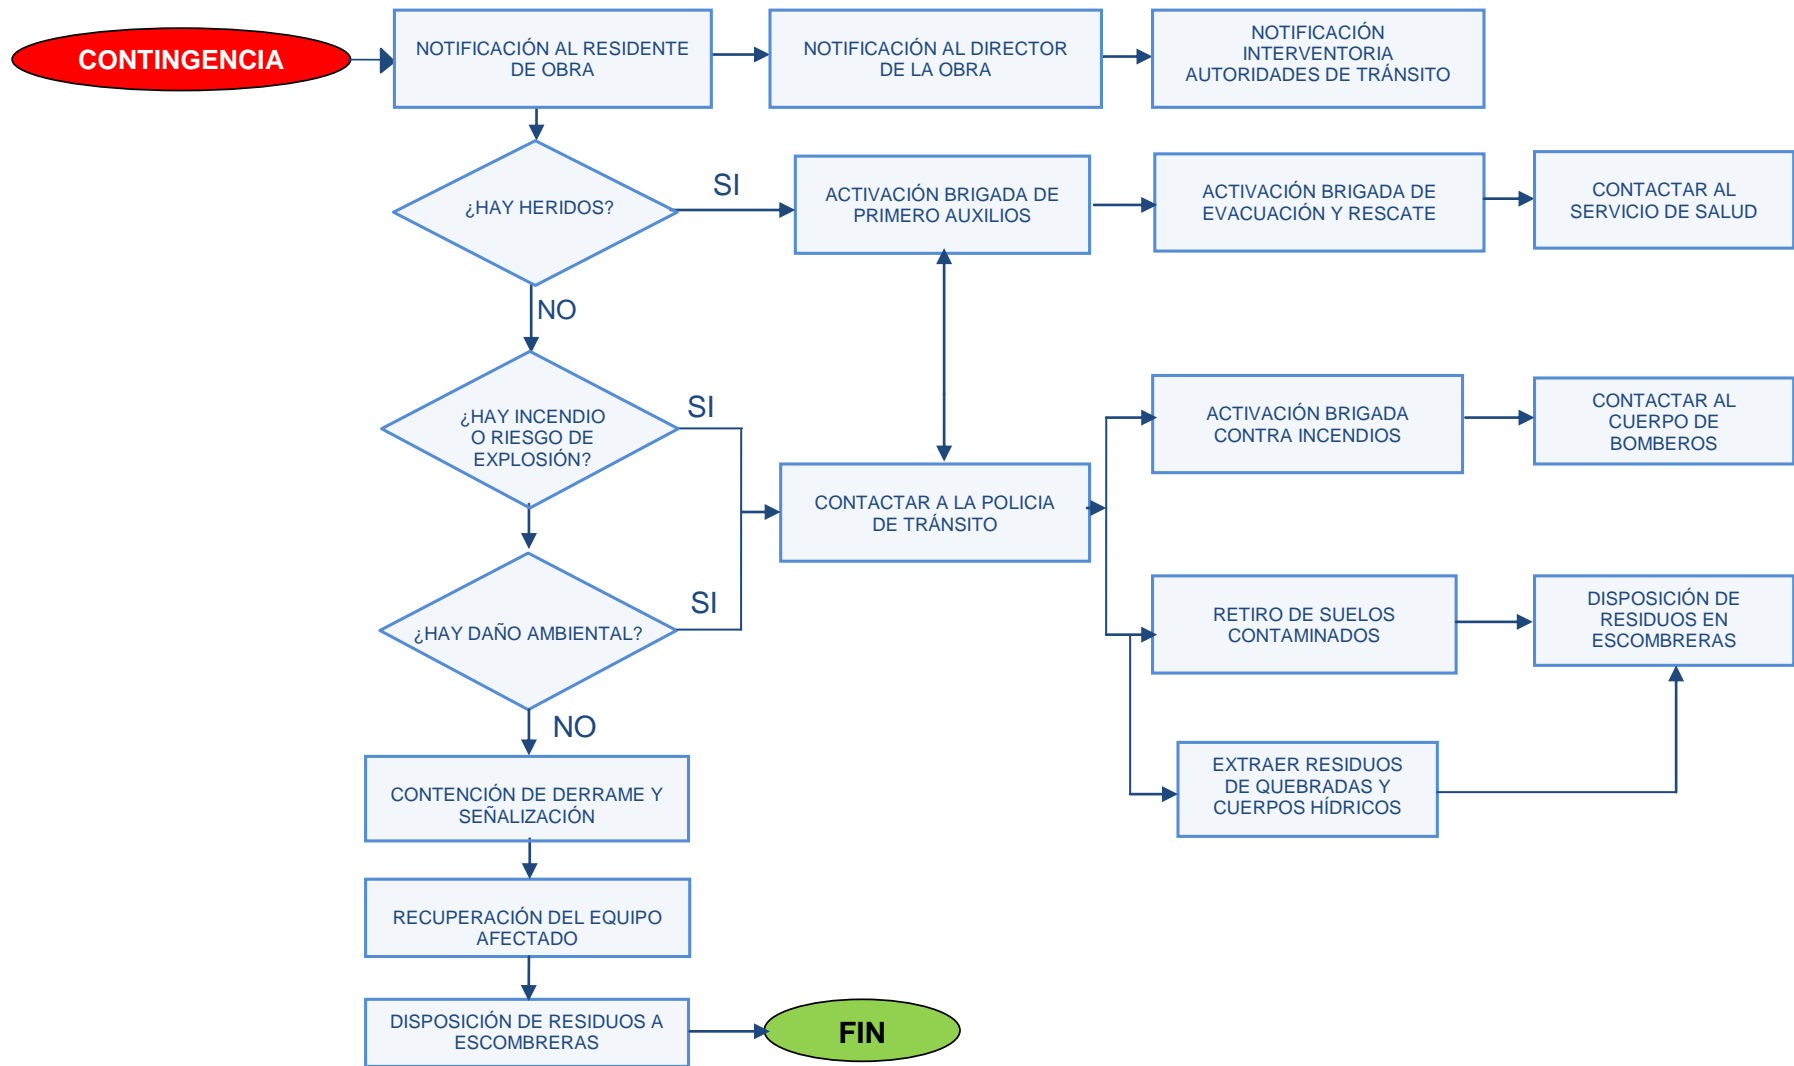 CONTINGENCIA
NOTIFICACIÓN AL RESIDENTE
DE OBRA
NOTIFICACIÓN AL DIRECTOR
DE LA OBRA
NOTIFICACIÓN
INTERVENTORIA
AUTORIDADES DE TRÁNSITO
¿HAY HERIDOS?
SI
ACTIVACIÓN BRIGADA DE
PRIMERO AUXILIOS
ACTIVACIÓN BRIGADA DE
EVACUACIÓN Y RESCATE
CONTACTAR AL
SERVICIO DE SALUD
NO
¿HAY INCENDIO
O RIESGO DE
EXPLOSIÓN?
SI
ACTIVACIÓN BRIGADA
CONTRA INCENDIOS
CONTACTAR AL
CUERPO DE
BOMBEROS
CONTACTAR A LA POLICIA
DE TRÁNSITO
¿HAY DAÑO AMBIENTAL?
SI
RETIRO DE SUELOS
CONTAMINADOS
DISPOSICIÓN DE
RESIDUOS EN
ESCOMBRERAS
NO
EXTRAER RESIDUOS
DE QUEBRADAS Y
CUERPOS HÍDRICOS
CONTENCIÓN DE DERRAME Y
SEÑALIZACIÓN
RECUPERACIÓN DEL EQUIPO
AFECTADO
DISPOSICIÓN DE RESIDUOS A
ESCOMBRERAS
FIN